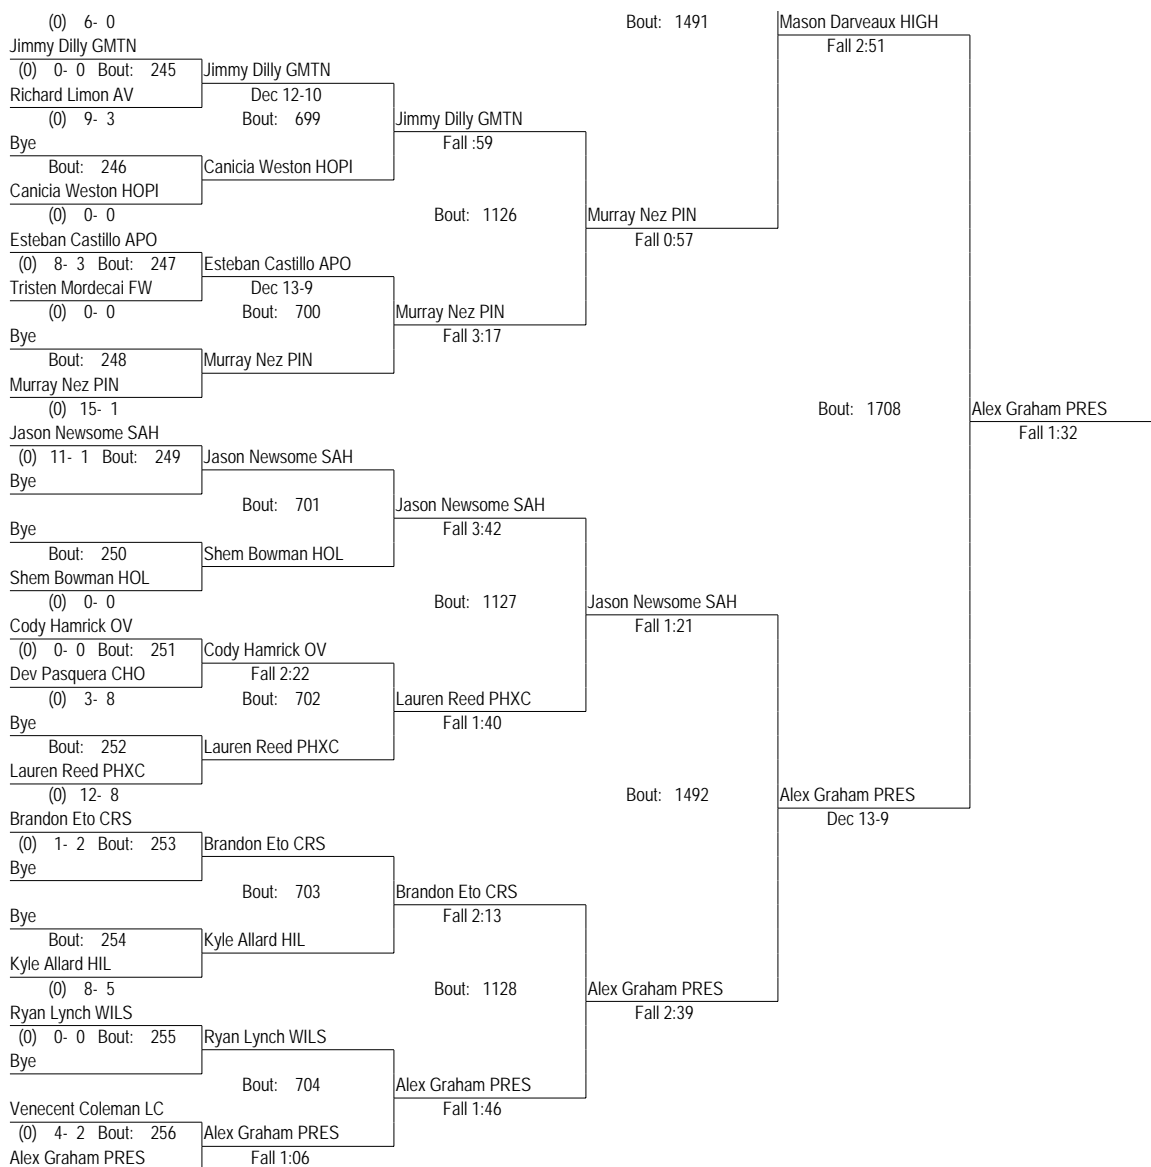 (0) 6- 0 Bout: 1491 Mason Darveaux HIGH
Jimmy Dilly GMTN Fall 2:51
(0) 0- 0 Bout: 245 Jimmy Dilly GMTN
Richard Limon AV Dec 12-10
(0) 9- 3 Bout: 699 Jimmy Dilly GMTN
Bye Fall :59
Bout: 246 Canicia Weston HOPI
Canicia Weston HOPI
(0) 0- 0 Bout: 1126 Murray Nez PIN
Esteban Castillo APO Fall 0:57
(0) 8- 3 Bout: 247 Esteban Castillo APO
Tristen Mordecai FW Dec 13-9
(0) 0- 0 Bout: 700 Murray Nez PIN
Bye Fall 3:17
Bout: 248 Murray Nez PIN
Murray Nez PIN
(0) 15- 1 Bout: 1708 Alex Graham PRES
Jason Newsome SAH Fall 1:32
(0) 11- 1 Bout: 249 Jason Newsome SAH
Bye
Bout: 701 Jason Newsome SAH
Bye Fall 3:42
Bout: 250 Shem Bowman HOL
Shem Bowman HOL
(0) 0- 0 Bout: 1127 Jason Newsome SAH
Cody Hamrick OV Fall 1:21
(0) 0- 0 Bout: 251 Cody Hamrick OV
Dev Pasquera CHO Fall 2:22
(0) 3- 8 Bout: 702 Lauren Reed PHXC
Bye Fall 1:40
Bout: 252 Lauren Reed PHXC
Lauren Reed PHXC
(0) 12- 8 Bout: 1492 Alex Graham PRES
Brandon Eto CRS Dec 13-9
(0) 1- 2 Bout: 253 Brandon Eto CRS
Bye
Bout: 703 Brandon Eto CRS
Bye Fall 2:13
Bout: 254 Kyle Allard HIL
Kyle Allard HIL
(0) 8- 5 Bout: 1128 Alex Graham PRES
Ryan Lynch WILS Fall 2:39
(0) 0- 0 Bout: 255 Ryan Lynch WILS
Bye
Bout: 704 Alex Graham PRES
Venecent Coleman LC Fall 1:46
(0) 4- 2 Bout: 256 Alex Graham PRES
Alex Graham PRES Fall 1:06